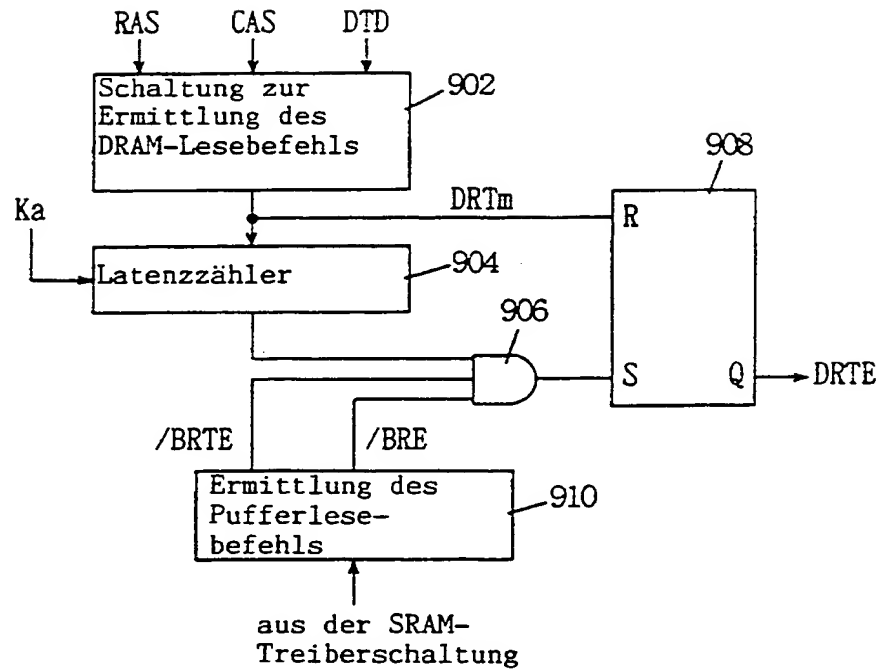 RAS CAS DTD
Schaltung zur
Ermittlung des
DRAM-Lesebefehls
902
908
Ka
DRTm
R
Latenzzähler
904
906
S Q DRTE
/BRTE /BRE
Ermittlung des
Pufferlese-
befehls
910
aus der SRAM-
Treiberschaltung